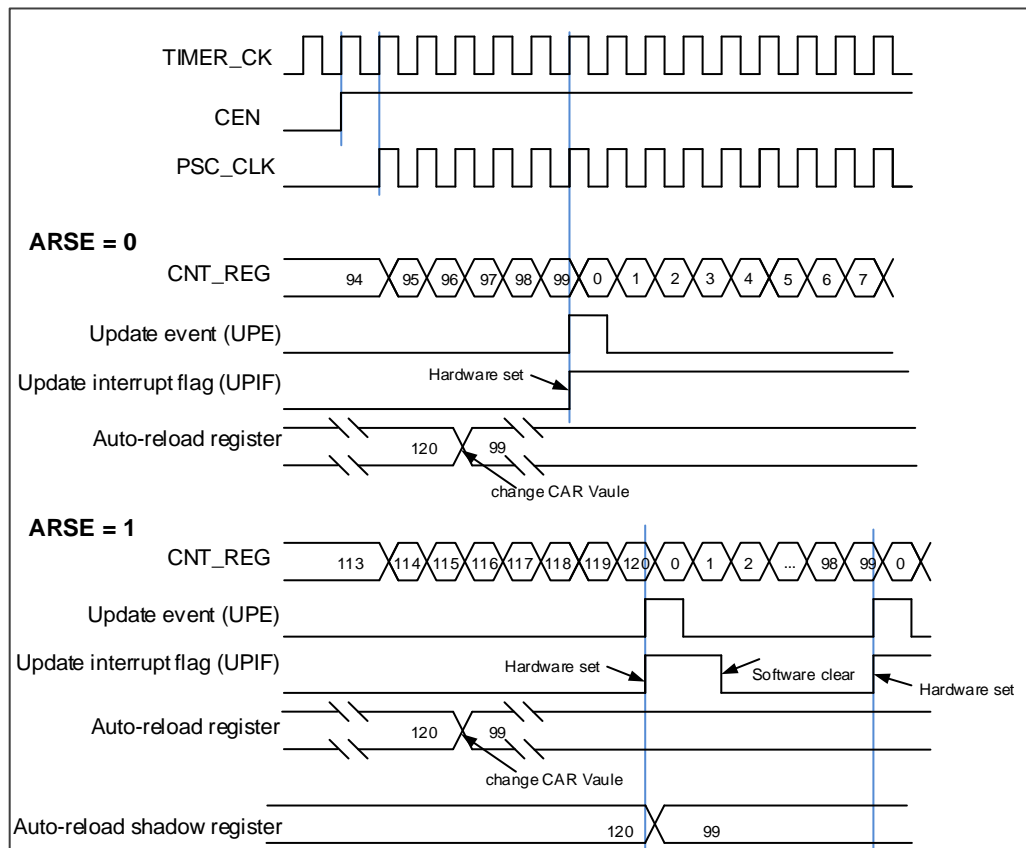 TIMER_CK
CEN
PSC_CLK
ARSE = 0
CNT_REG 94 95 96 97 98 99 0 1 2 3 4 5 6 7
Update event (UPE)
Update interrupt flag (UPIF) Hardware set
Auto-reload register 120 99
change CAR Vaule
ARSE = 1
CNT_REG 113 114 115 116 117 118 119 120 0 1 2 ... 98 99 0
Update event (UPE)
Update interrupt flag (UPIF) Hardware set Software clear Hardware set
Auto-reload register 120 99
change CAR Vaule
Auto-reload shadow register 120 99